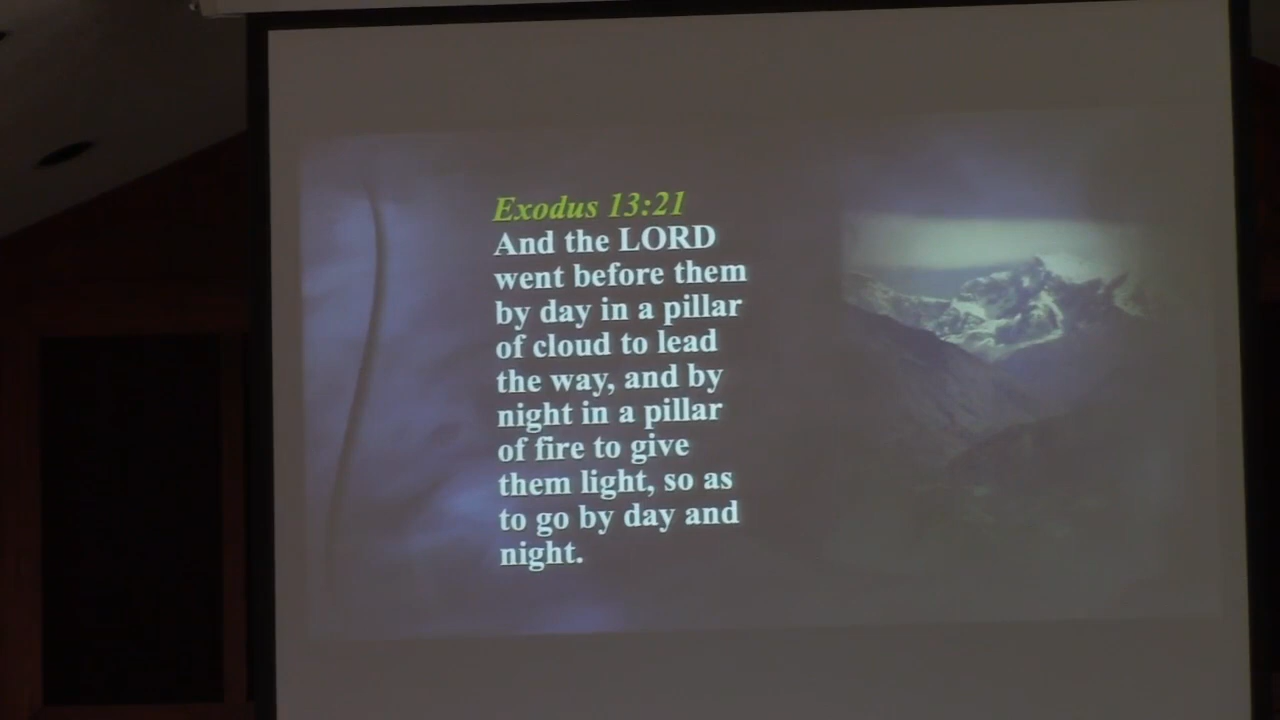 Exodus 13:21
And the LORD
went before them
by day in a pillar
of cloud to lead
the way, and by
night in a pillar
of fire to give
them light, so as
to go by day and
night.